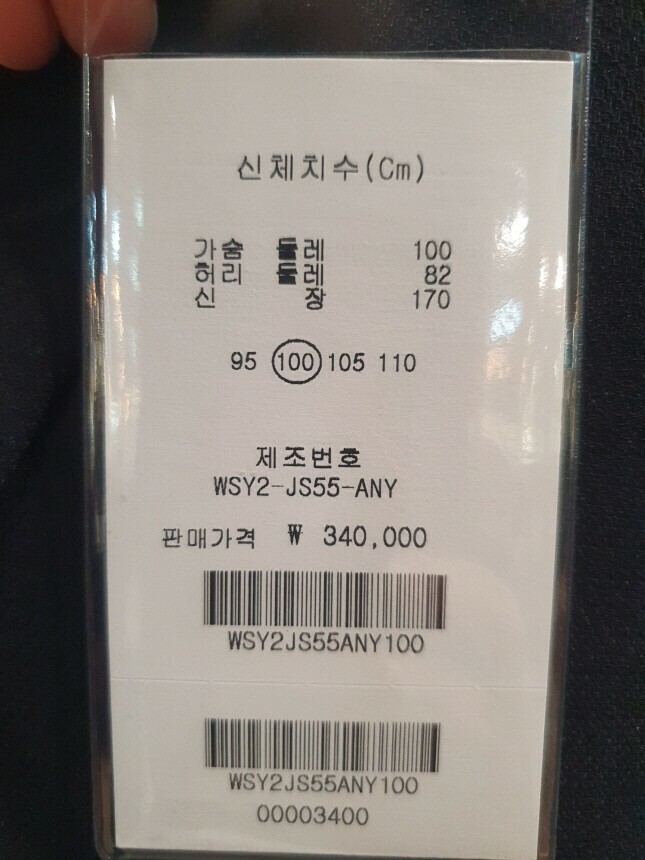 신체치수(Cm)
가슴 둘레 100
허리 둘레 82
신 장 170
95 100 105 110
제조번호
WSY2-JS55-ANY
판매가격 ₩ 340,000
WSY2JS55ANY100
WSY2JS55ANY100
00003400